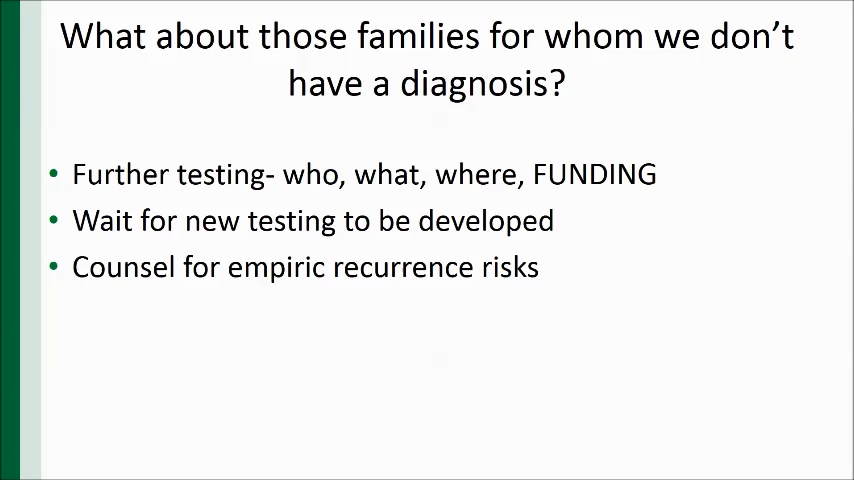 What about those families for whom we don’t
have a diagnosis?
• Further testing- who, what, where, FUNDING
• Wait for new testing to be developed
• Counsel for empiric recurrence risks